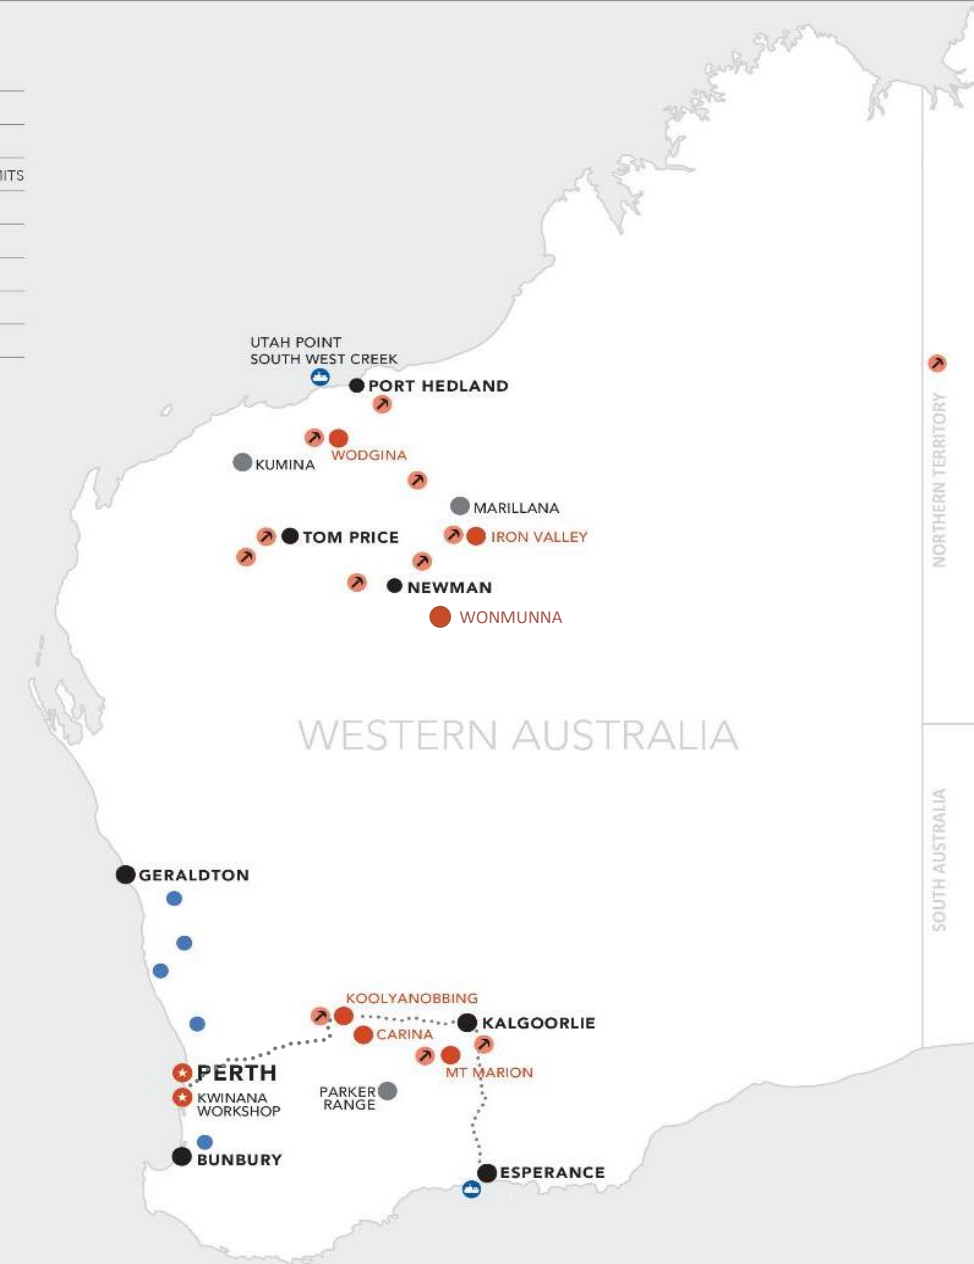 UTAH POINT
SOUTH WEST CREEK
PORT HEDLAND
WODGINA
KUMINA
MARILLANA
TOM PRICE
IRON VALLEY
NEWMAN
WONMUNNA
NORTHERN TERRITORY
WESTERN AUSTRALIA
SOUTH AUSTRALIA
GERALDTON
KOOLYANOBBING
KALGOORLIE
CARINA
MT MARION
PERTH
KWINANA
WORKSHOP
PARKER
RANGE
BUNBURY
ESPERANCE